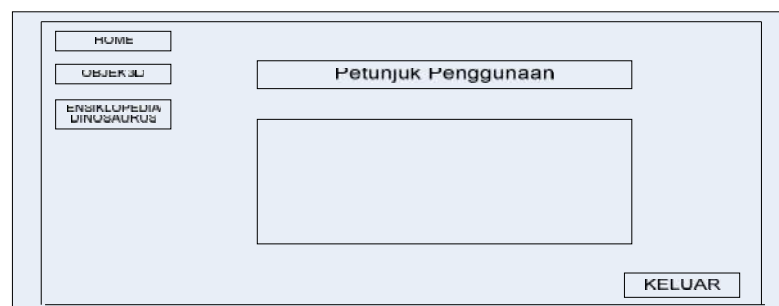 HOME
OBJEK 3D
Petunjuk Penggunaan
ENSIKLOPEDIA
DINOSAURUS
KELUAR